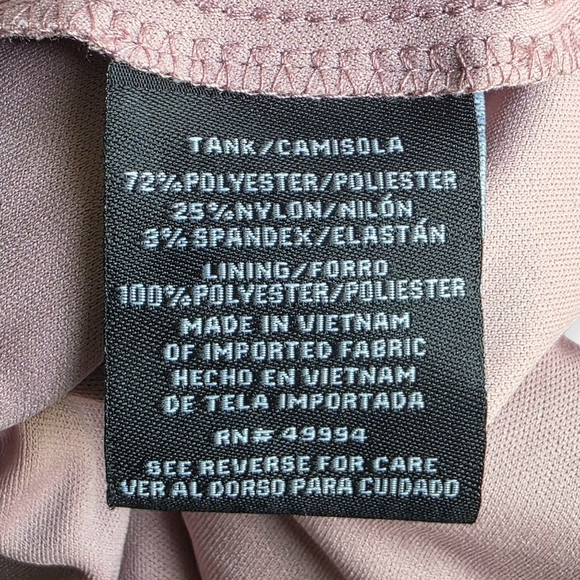 TANK/CAMISOLA
72%POLYESTER/POLIESTER
25%NYLON/NILÓN
3%SPANDEX/ELASTÁN
LINING/FORRO
100%POLYESTER/POLIESTER
MADE IN VIETNAM
OF IMPORTED FABRIC
HECHO EN VIETNAM
DE TELA IMPORTADA
RN# 49994
SEE REVERSE FOR CARE
VER AL DORSO PARA CUIDADO